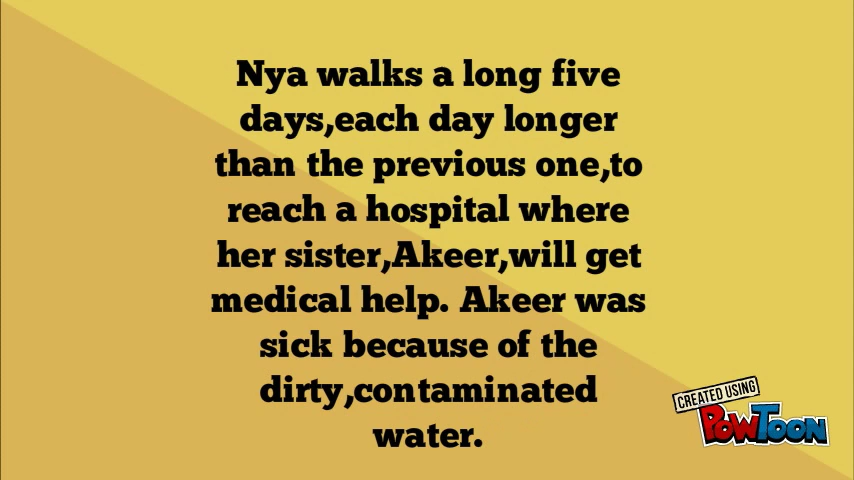 Nya walks a long five
days,each day longer
than the previous one,to
reach a hospital where
her sister,Akeer,will get
medical help. Akeer was
sick because of the
dirty,contaminated
water.
CREATED USING
POWTOON